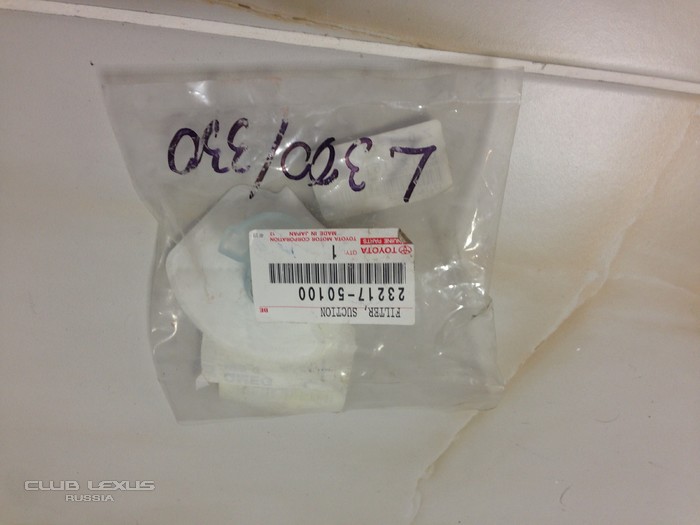 L 300/330
FILTER, SUCTION
RE
23217-50100
TOYOTA QTY. 1
GENUINE PARTS
TOYOTA MOTOR CORPORATION
MADE IN JAPAN
CLUB LEXUS
RUSSIA